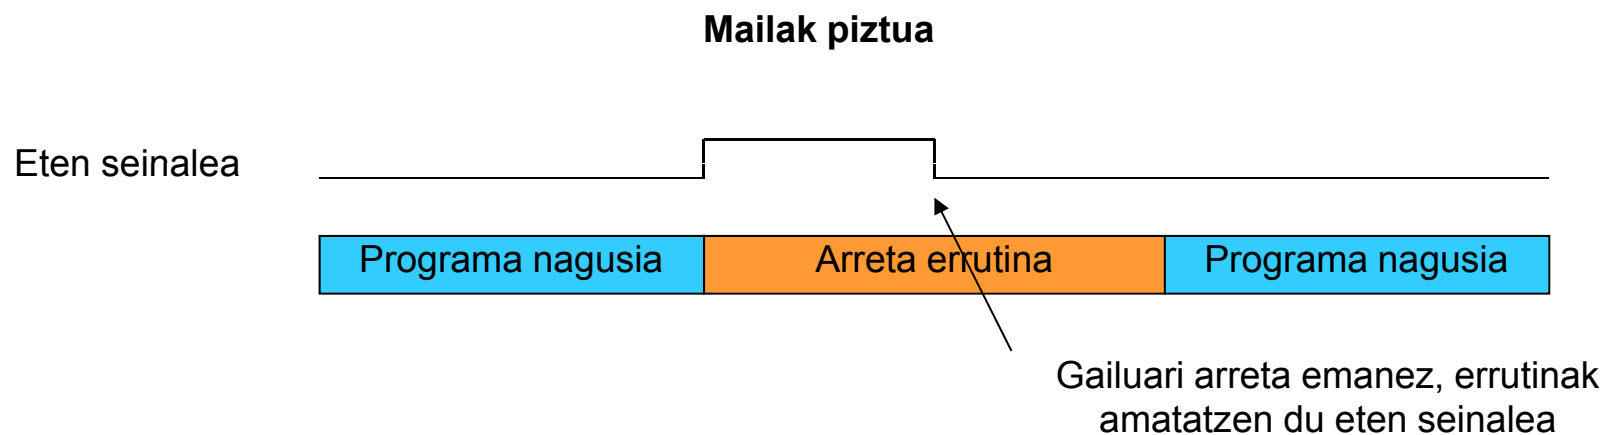 Mailak piztua
Eten seinalea
Programa nagusia
Arreta errutina
Programa nagusia
Gailuari arreta emanez, errutinak
amatatzen du eten seinalea